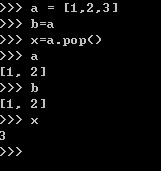 >>> a = [1,2,3]
>>> b=a
>>> x=a.pop()
>>> a
[1, 2]
>>> b
[1, 2]
>>> x
3
>>>